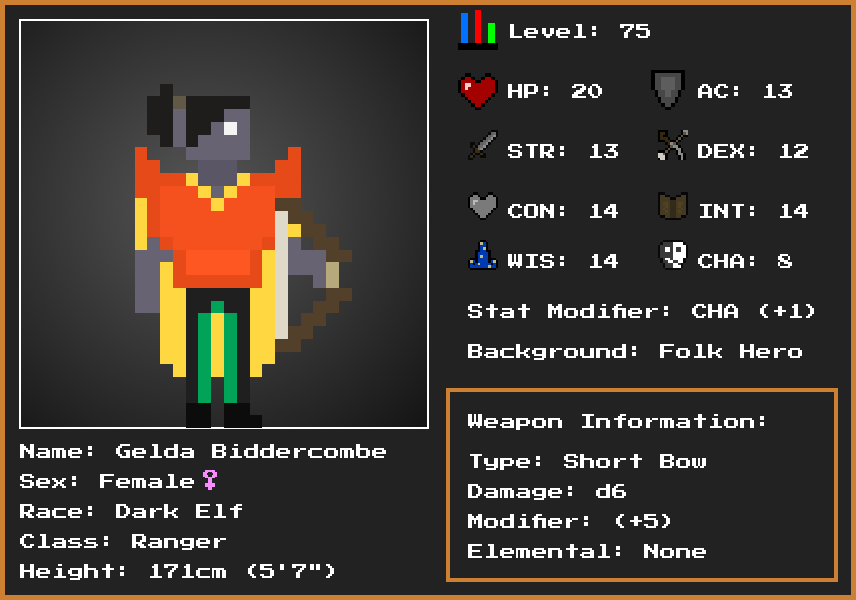 Level: 75
HP: 20
AC: 13
STR: 13
DEX: 12
CON: 14
INT: 14
WIS: 14
CHA: 8
Stat Modifier: CHA (+1)
Background: Folk Hero
Name: Gelda Biddercombe
Sex: Female♀
Race: Dark Elf
Class: Ranger
Height: 171cm (5'7")
Weapon Information:
Type: Short Bow
Damage: d6
Modifier: (+5)
Elemental: None